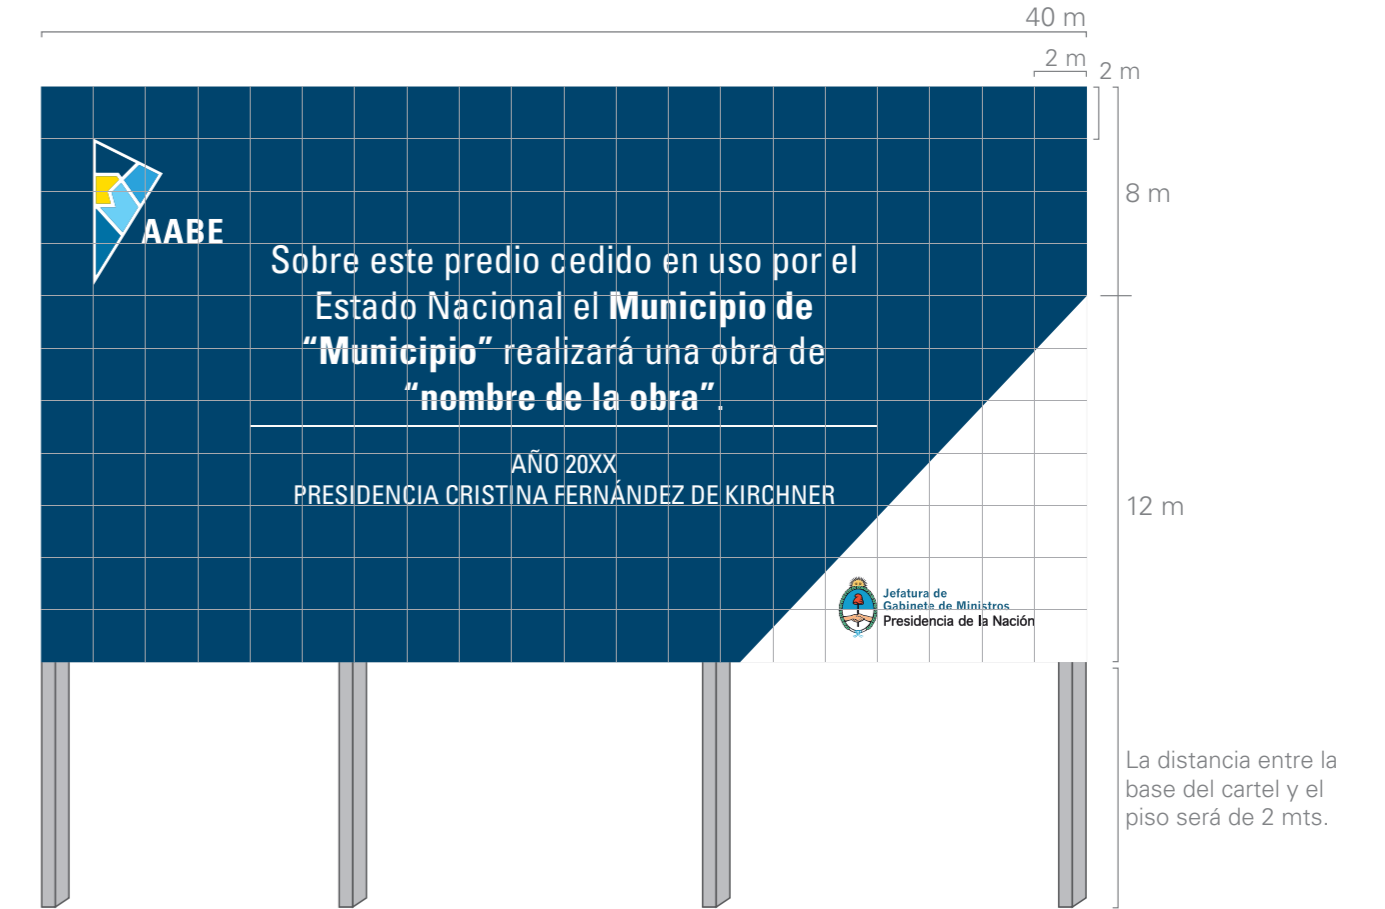 40 m
2 m
2 m
8 m
AABE
Sobre este predio cedido en uso por el
Estado Nacional el Municipio de
“Municipio” realizará una obra de
“nombre de la obra”.
AÑO 20XX
PRESIDENCIA CRISTINA FERNÁNDEZ DE KIRCHNER
12 m
Jefatura de
Gabinete de Ministros
Presidencia de la Nación
La distancia entre la
base del cartel y el
piso será de 2 mts.